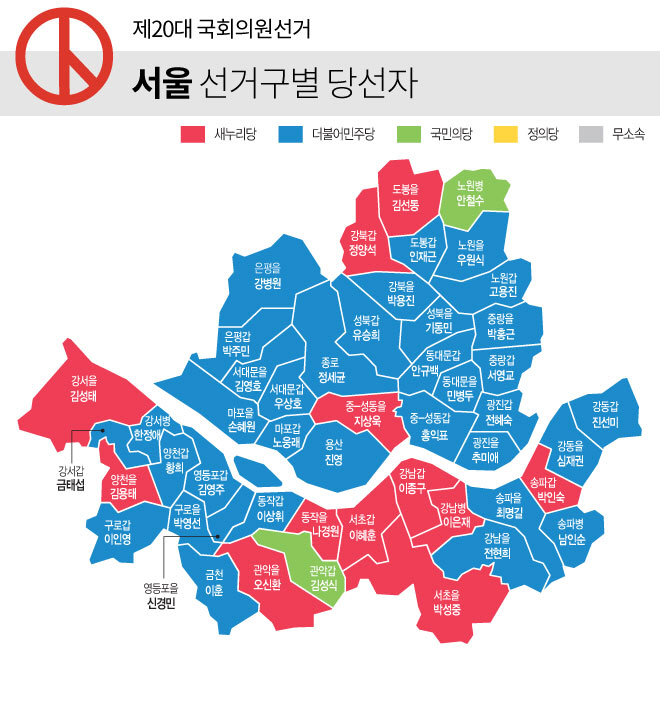 제20대 국회의원선거
서울 선거구별 당선자
새누리당 더불어민주당 국민의당 정의당 무소속
도봉을
김선동
노원병
안철수
강북갑
정양석
도봉갑
인재근
노원을
우원식
은평을
강병원
노원갑
고용진
강북을
박용진
성북갑
유승희
성북을
기동민
중랑을
박홍근
은평갑
박주민
종로
정세균
동대문갑
안규백
중랑갑
서영교
서대문을
김영호
서대문갑
우상호
동대문을
민병두
강서을
김성태
마포을
손혜원
중-성동을
지상욱
중-성동갑
홍익표
광진갑
전혜숙
강동갑
진선미
강서병
한정애
마포갑
노웅래
용산
진영
광진을
추미애
강동을
심재권
양천갑
황희
강서갑
금태섭
양천을
김용태
영등포갑
김영주
강남갑
이종구
송파갑
박인숙
구로을
박영선
동작갑
이상휘
동작을
나경원
서초갑
이혜훈
강남병
이은재
송파을
최명길
구로갑
이인영
송파병
남인순
강남을
전현희
금천
이훈
관악을
오신환
관악갑
김성식
영등포을
신경민
서초을
박성중